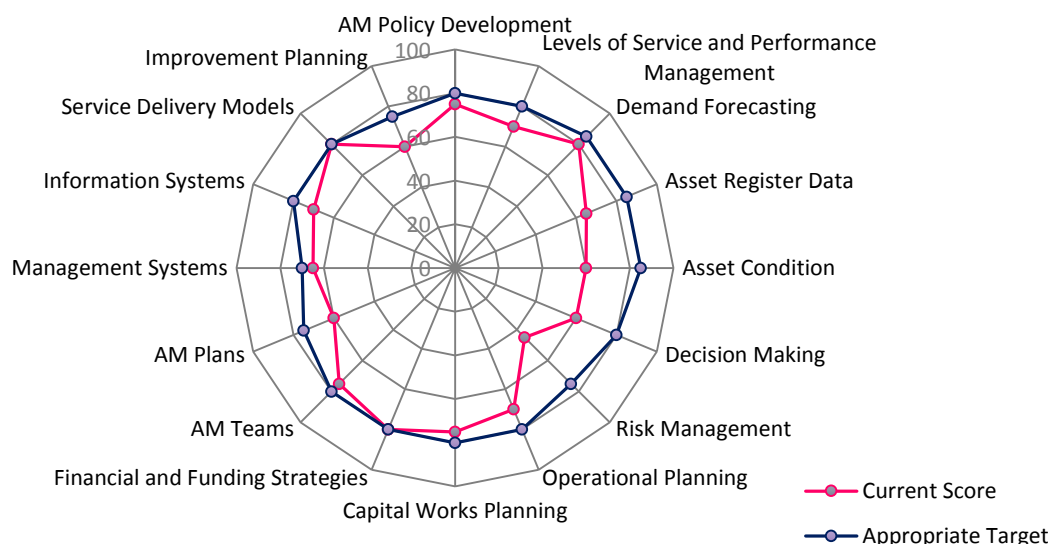 AM Policy Development
Levels of Service and Performance
Management
Demand Forecasting
Asset Register Data
Asset Condition
Decision Making
Risk Management
Operational Planning
Capital Works Planning
Financial and Funding Strategies
AM Teams
AM Plans
Management Systems
Information Systems
Service Delivery Models
Improvement Planning
100
80
60
40
20
0
Current Score
Appropriate Target